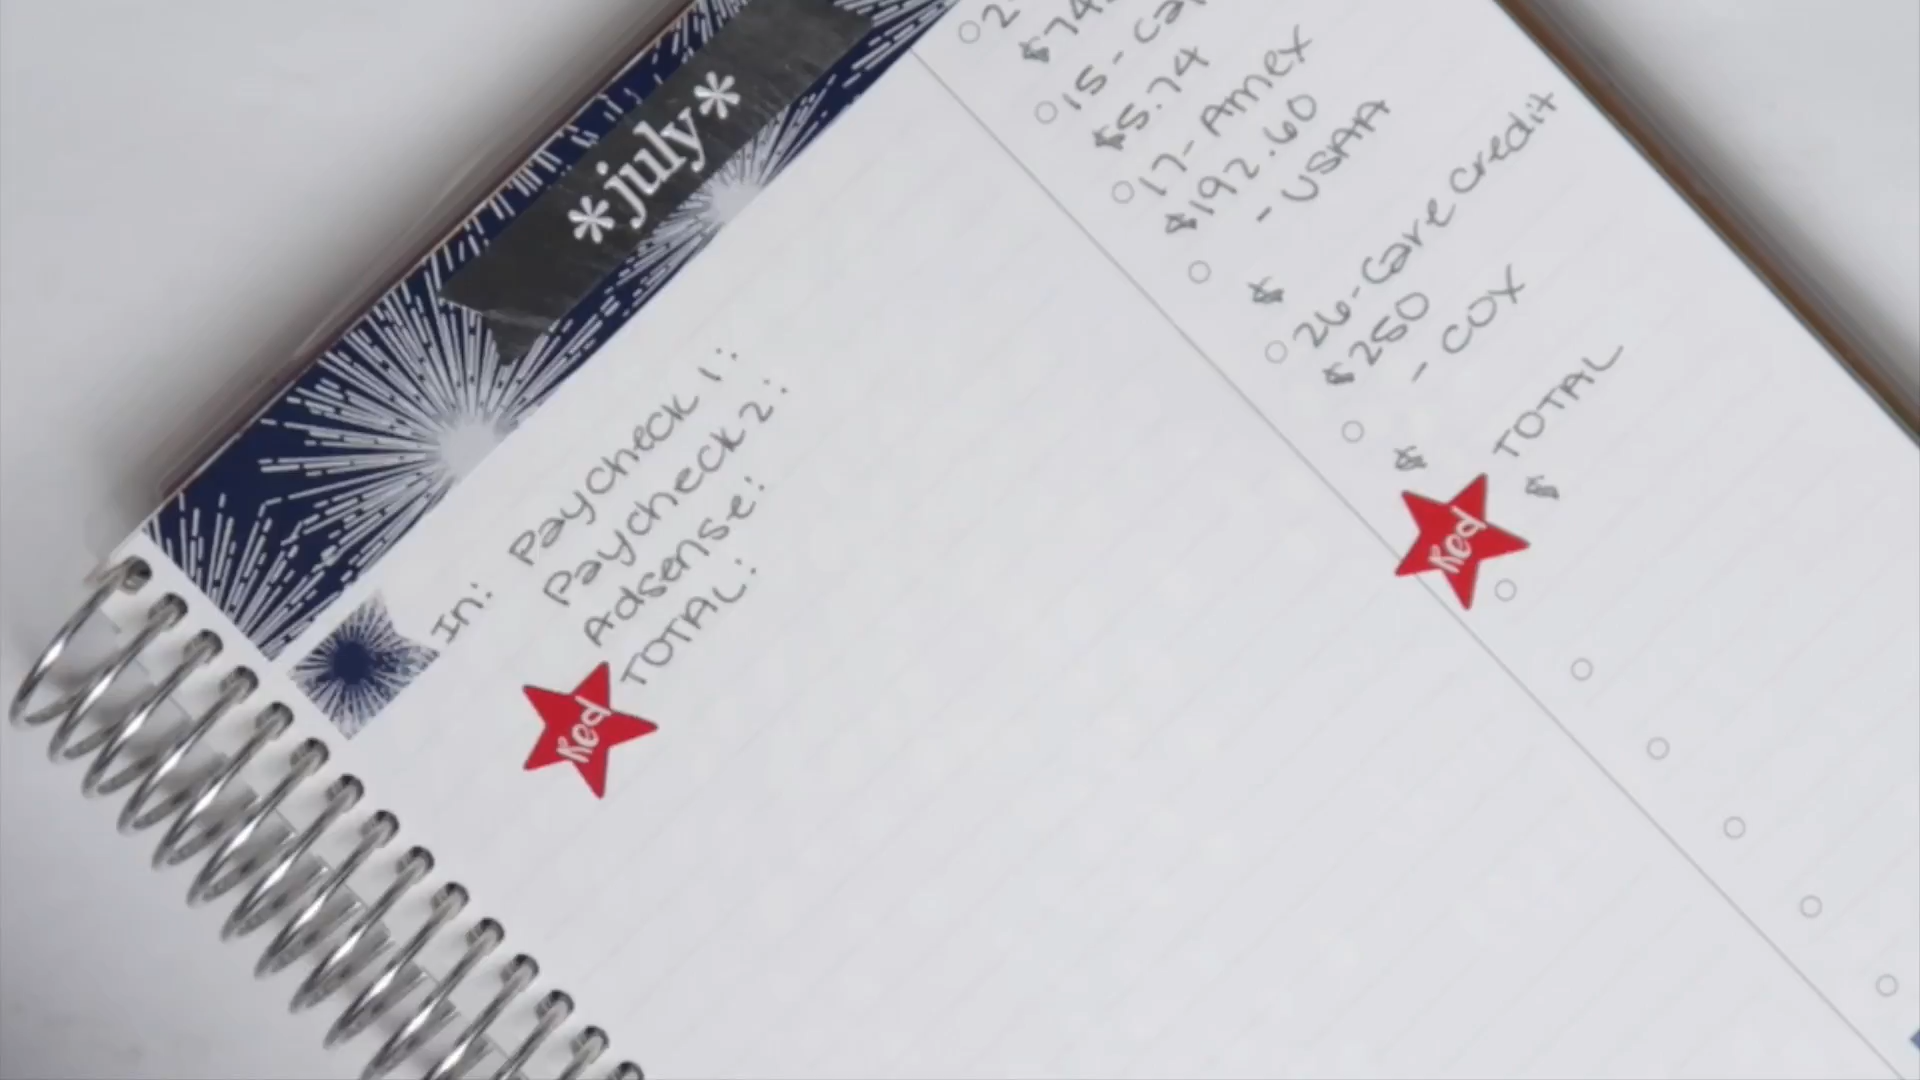 *july*
In: Paycheck 1:
Paycheck 2:
Adsense:
TOTAL:
Red
15-
$5.74
17- Amex
$192.60
- USAA
$
26- Care Credit
$250
- COX
$
TOTAL
$
Red